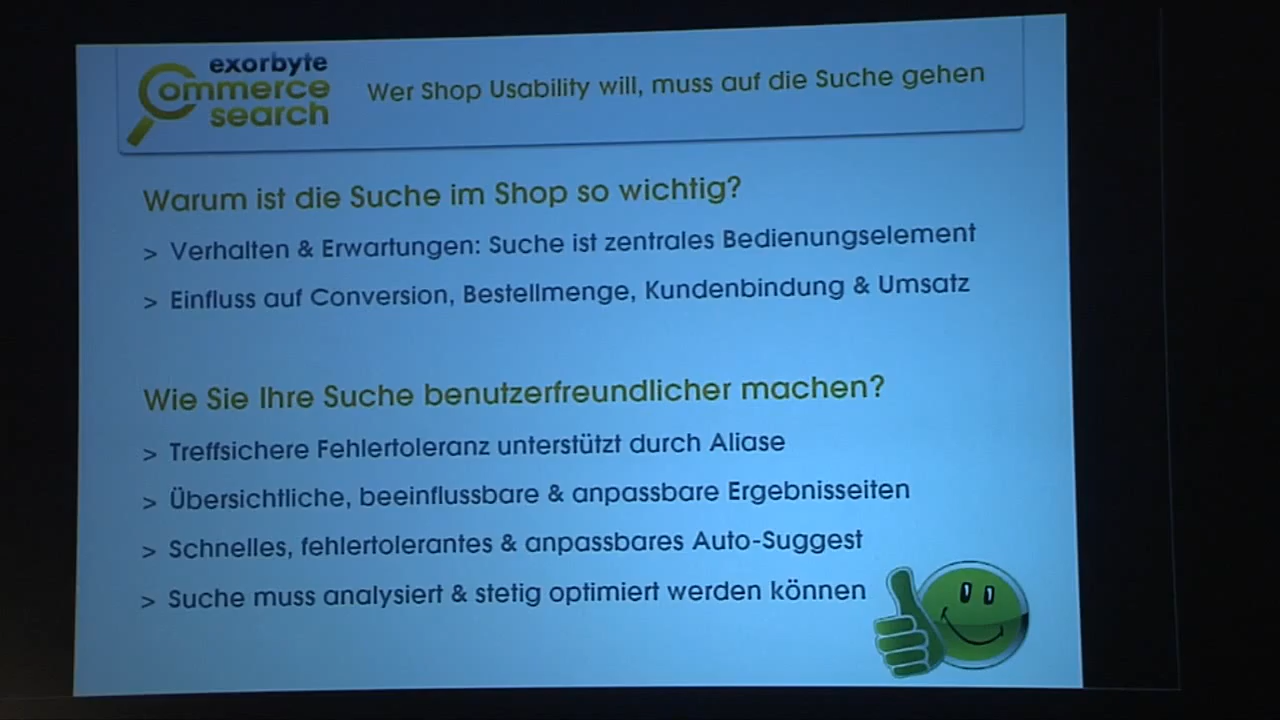 exorbyte
Commerce
search
Wer Shop Usability will, muss auf die Suche gehen
Warum ist die Suche im Shop so wichtig?
> Verhalten & Erwartungen: Suche ist zentrales Bedienungselement
> Einfluss auf Conversion, Bestellmenge, Kundenbindung & Umsatz
Wie Sie Ihre Suche benutzerfreundlicher machen?
> Treffsichere Fehlertoleranz unterstützt durch Aliase
> Übersichtliche, beeinflussbare & anpassbare Ergebnisseiten
> Schnelles, fehlertolerantes & anpassbares Auto-Suggest
> Suche muss analysiert & stetig optimiert werden können